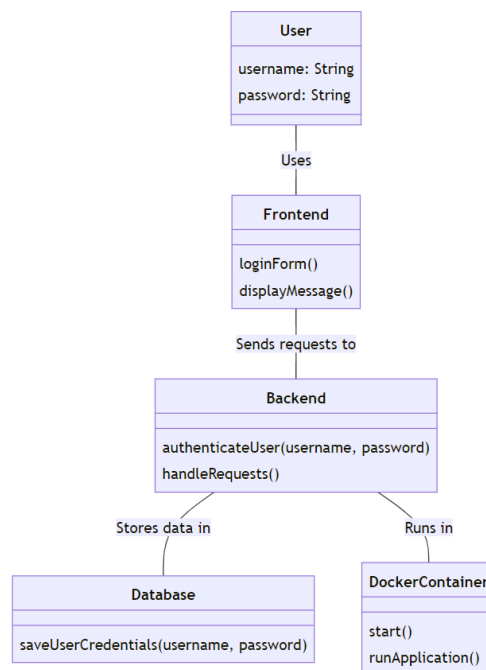 User
username: String
password: String
Uses
Frontend
loginForm()
displayMessage()
Sends requests to
Backend
authenticateUser(username, password)
handleRequests()
Stores data in
Runs in
Database
saveUserCredentials(username, password)
DockerContainer
start()
runApplication()